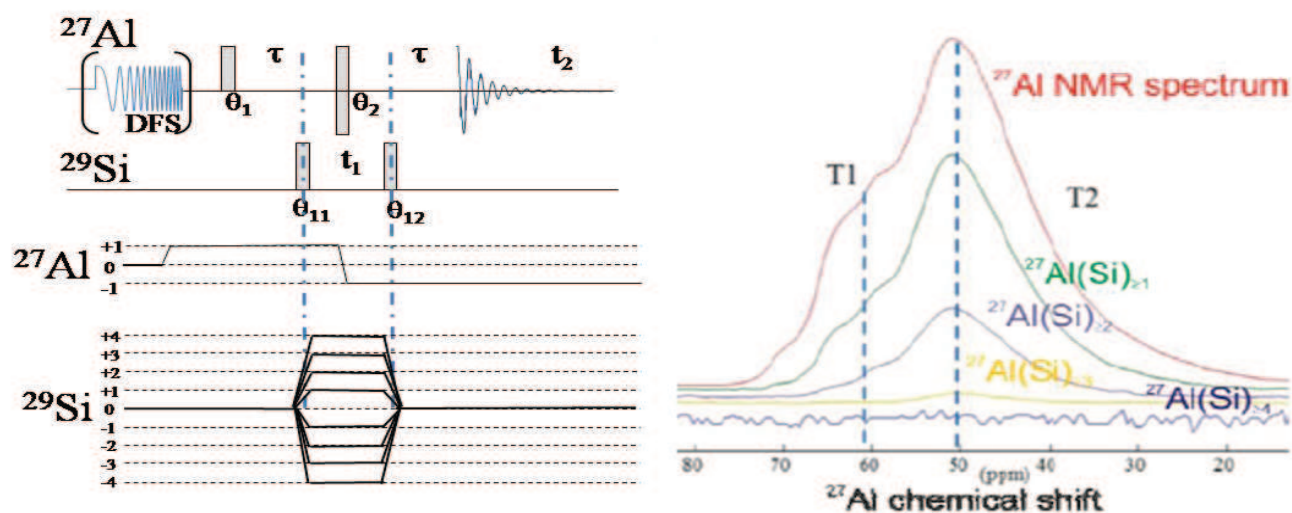 ²⁷Al
DFS
θ₁
τ
θ₂
τ
t₂
²⁹Si
t₁
θ₁₁
θ₁₂
²⁷Al
+1
0
-1
²⁹Si
+4
+3
+2
+1
0
-1
-2
-3
-4
²⁷Al NMR spectrum
T1
T2
²⁷Al(Si)≥1
²⁷Al(Si)≥2
²⁷Al(Si)≥3
²⁷Al(Si)≥4
80 70 60 50 40 30 20
(ppm)
²⁷Al chemical shift